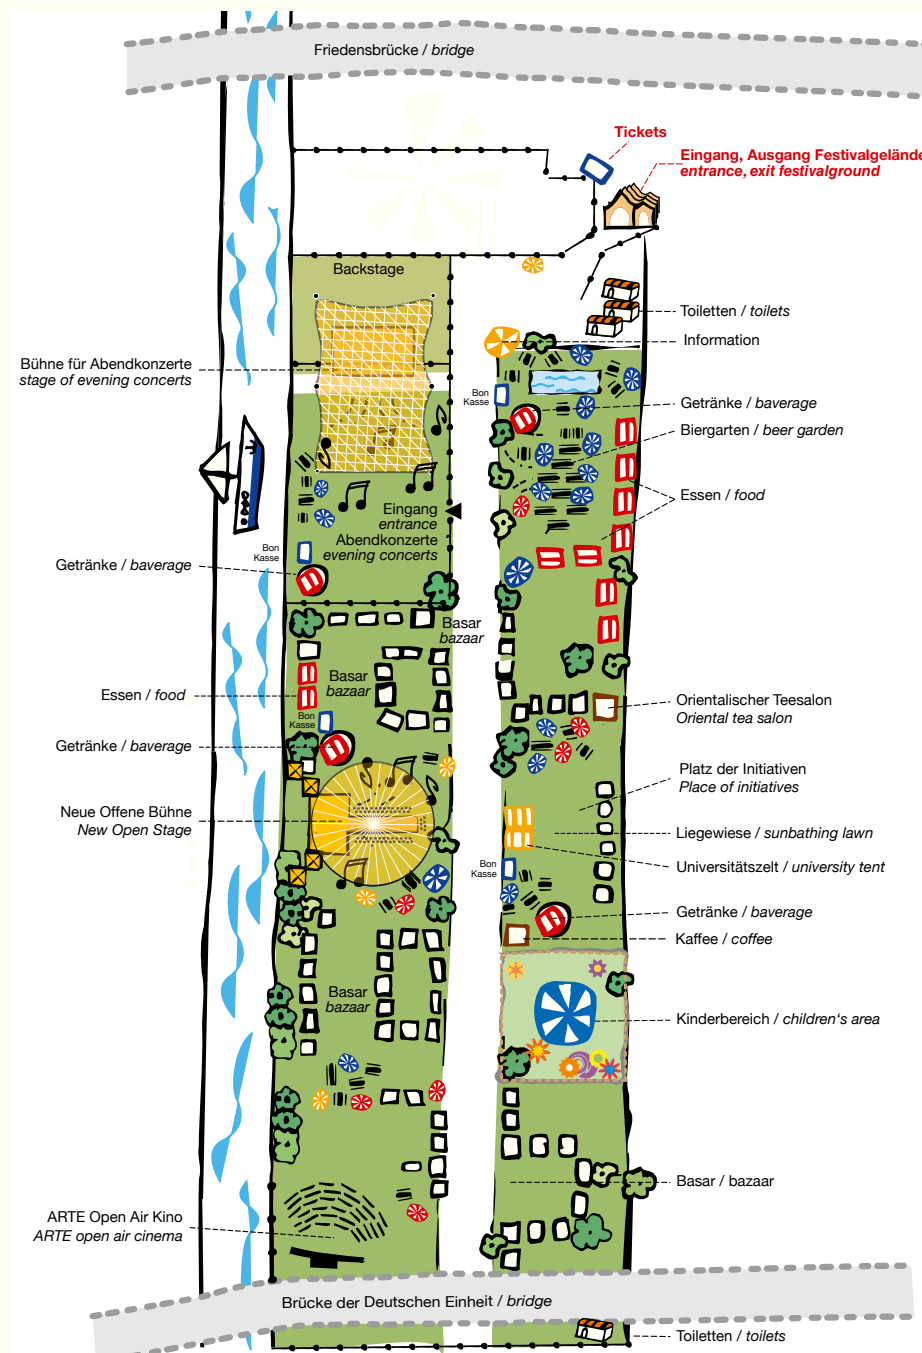 Friedensbrücke / bridge
Tickets
Eingang, Ausgang Festivalgelände
entrance, exit festivalground
Backstage
Toiletten / toilets
Information
Bühne für Abendkonzerte
stage of evening concerts
Bon
Kasse
Getränke / baverage
Biergarten / beer garden
Essen / food
Eingang
entrance
Abendkonzerte
evening concerts
Bon
Kasse
Getränke / baverage
Basar
bazaar
Basar
bazaar
Essen / food
Bon
Kasse
Getränke / baverage
Orientalischer Teesalon
Oriental tea salon
Platz der Initiativen
Place of initiatives
Neue Offene Bühne
New Open Stage
Liegewiese / sunbathing lawn
Bon
Kasse
Universitätszelt / university tent
Getränke / baverage
Kaffee / coffee
Basar
bazaar
Kinderbereich / children's area
Basar / bazaar
ARTE Open Air Kino
ARTE open air cinema
Brücke der Deutschen Einheit / bridge
Toiletten / toilets